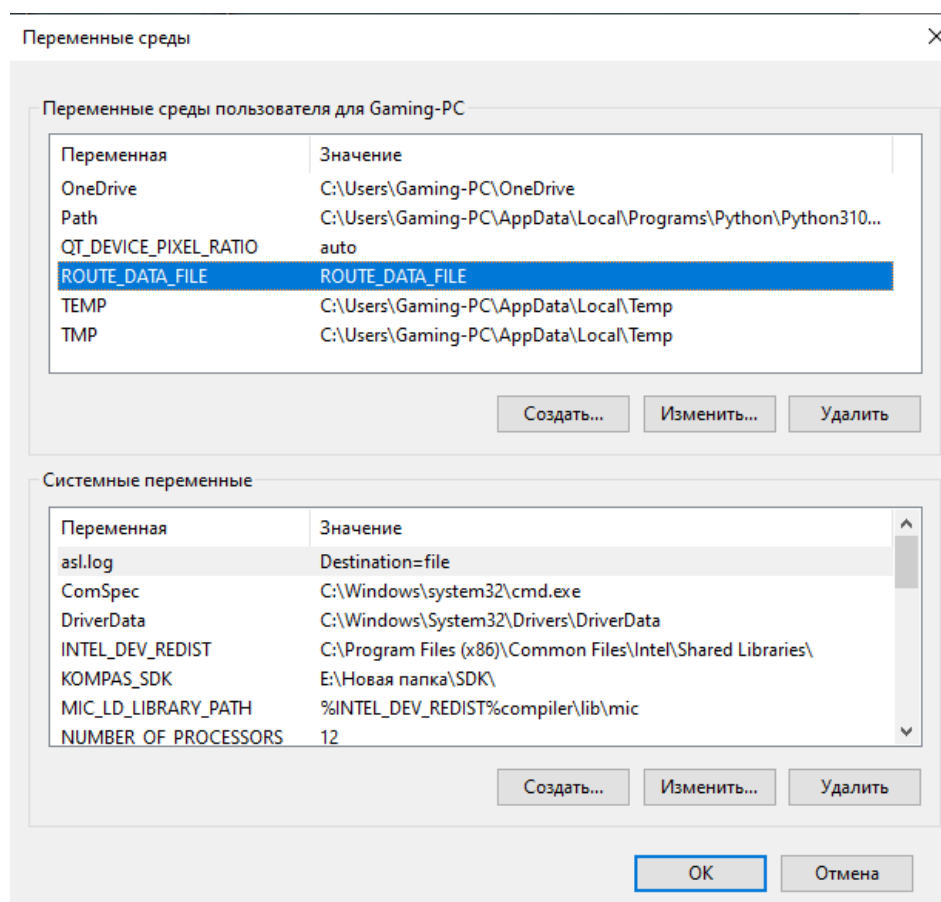 Переменные среды
Переменные среды пользователя для Gaming-PC
Переменная Значение
OneDrive C:\Users\Gaming-PC\OneDrive
Path C:\Users\Gaming-PC\AppData\Local\Programs\Python\Python310...
QT_DEVICE_PIXEL_RATIO auto
ROUTE_DATA_FILE ROUTE_DATA_FILE
TEMP C:\Users\Gaming-PC\AppData\Local\Temp
TMP C:\Users\Gaming-PC\AppData\Local\Temp
Создать... Изменить... Удалить
Системные переменные
Переменная Значение
asl.log Destination=file
ComSpec C:\Windows\system32\cmd.exe
DriverData C:\Windows\System32\Drivers\DriverData
INTEL_DEV_REDIST C:\Program Files (x86)\Common Files\Intel\Shared Libraries\
KOMPAS_SDK E:\Новая папка\SDK\
MIC_LD_LIBRARY_PATH %INTEL_DEV_REDIST%compiler\lib\mic
NUMBER_OF_PROCESSORS 12
Создать... Изменить... Удалить
OK Отмена